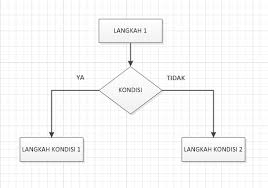 LANGKAH 1
YA
TIDAK
KONDISI
LANGKAH KONDISI 1
LANGKAH KONDISI 2